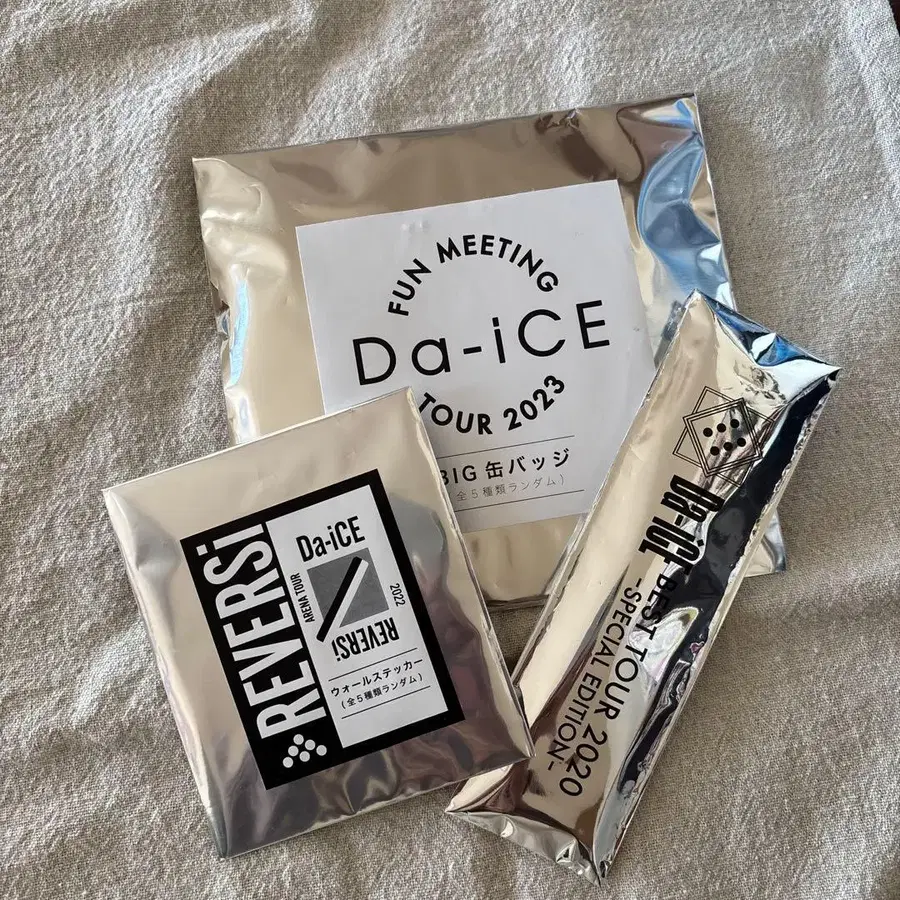 FUN MEETING
Da-iCE
TOUR 2023
BIG 缶バッジ
(全5種類ランダム)
REVERSi
ARENA TOUR
Da-iCE
REVERSi
2022
ウォールステッカー
(全5種類ランダム)
Da-iCE BEST TOUR 2020
-SPECIAL EDITION-